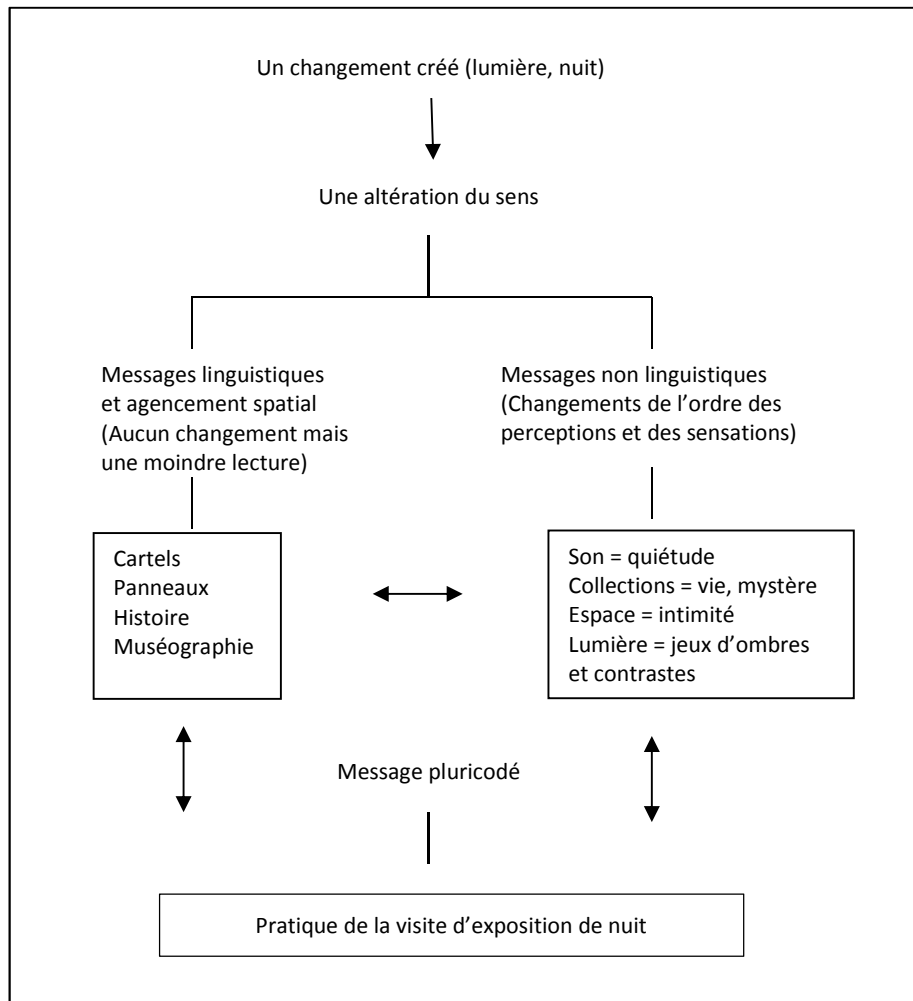 Un changement créé (lumière, nuit)
Une altération du sens
Messages linguistiques
et agencement spatial
(Aucun changement mais
une moindre lecture)
Messages non linguistiques
(Changements de l’ordre des
perceptions et des sensations)
Cartels
Panneaux
Histoire
Muséographie
Son = quiétude
Collections = vie, mystère
Espace = intimité
Lumière = jeux d’ombres
et contrastes
Message pluricodé
Pratique de la visite d’exposition de nuit